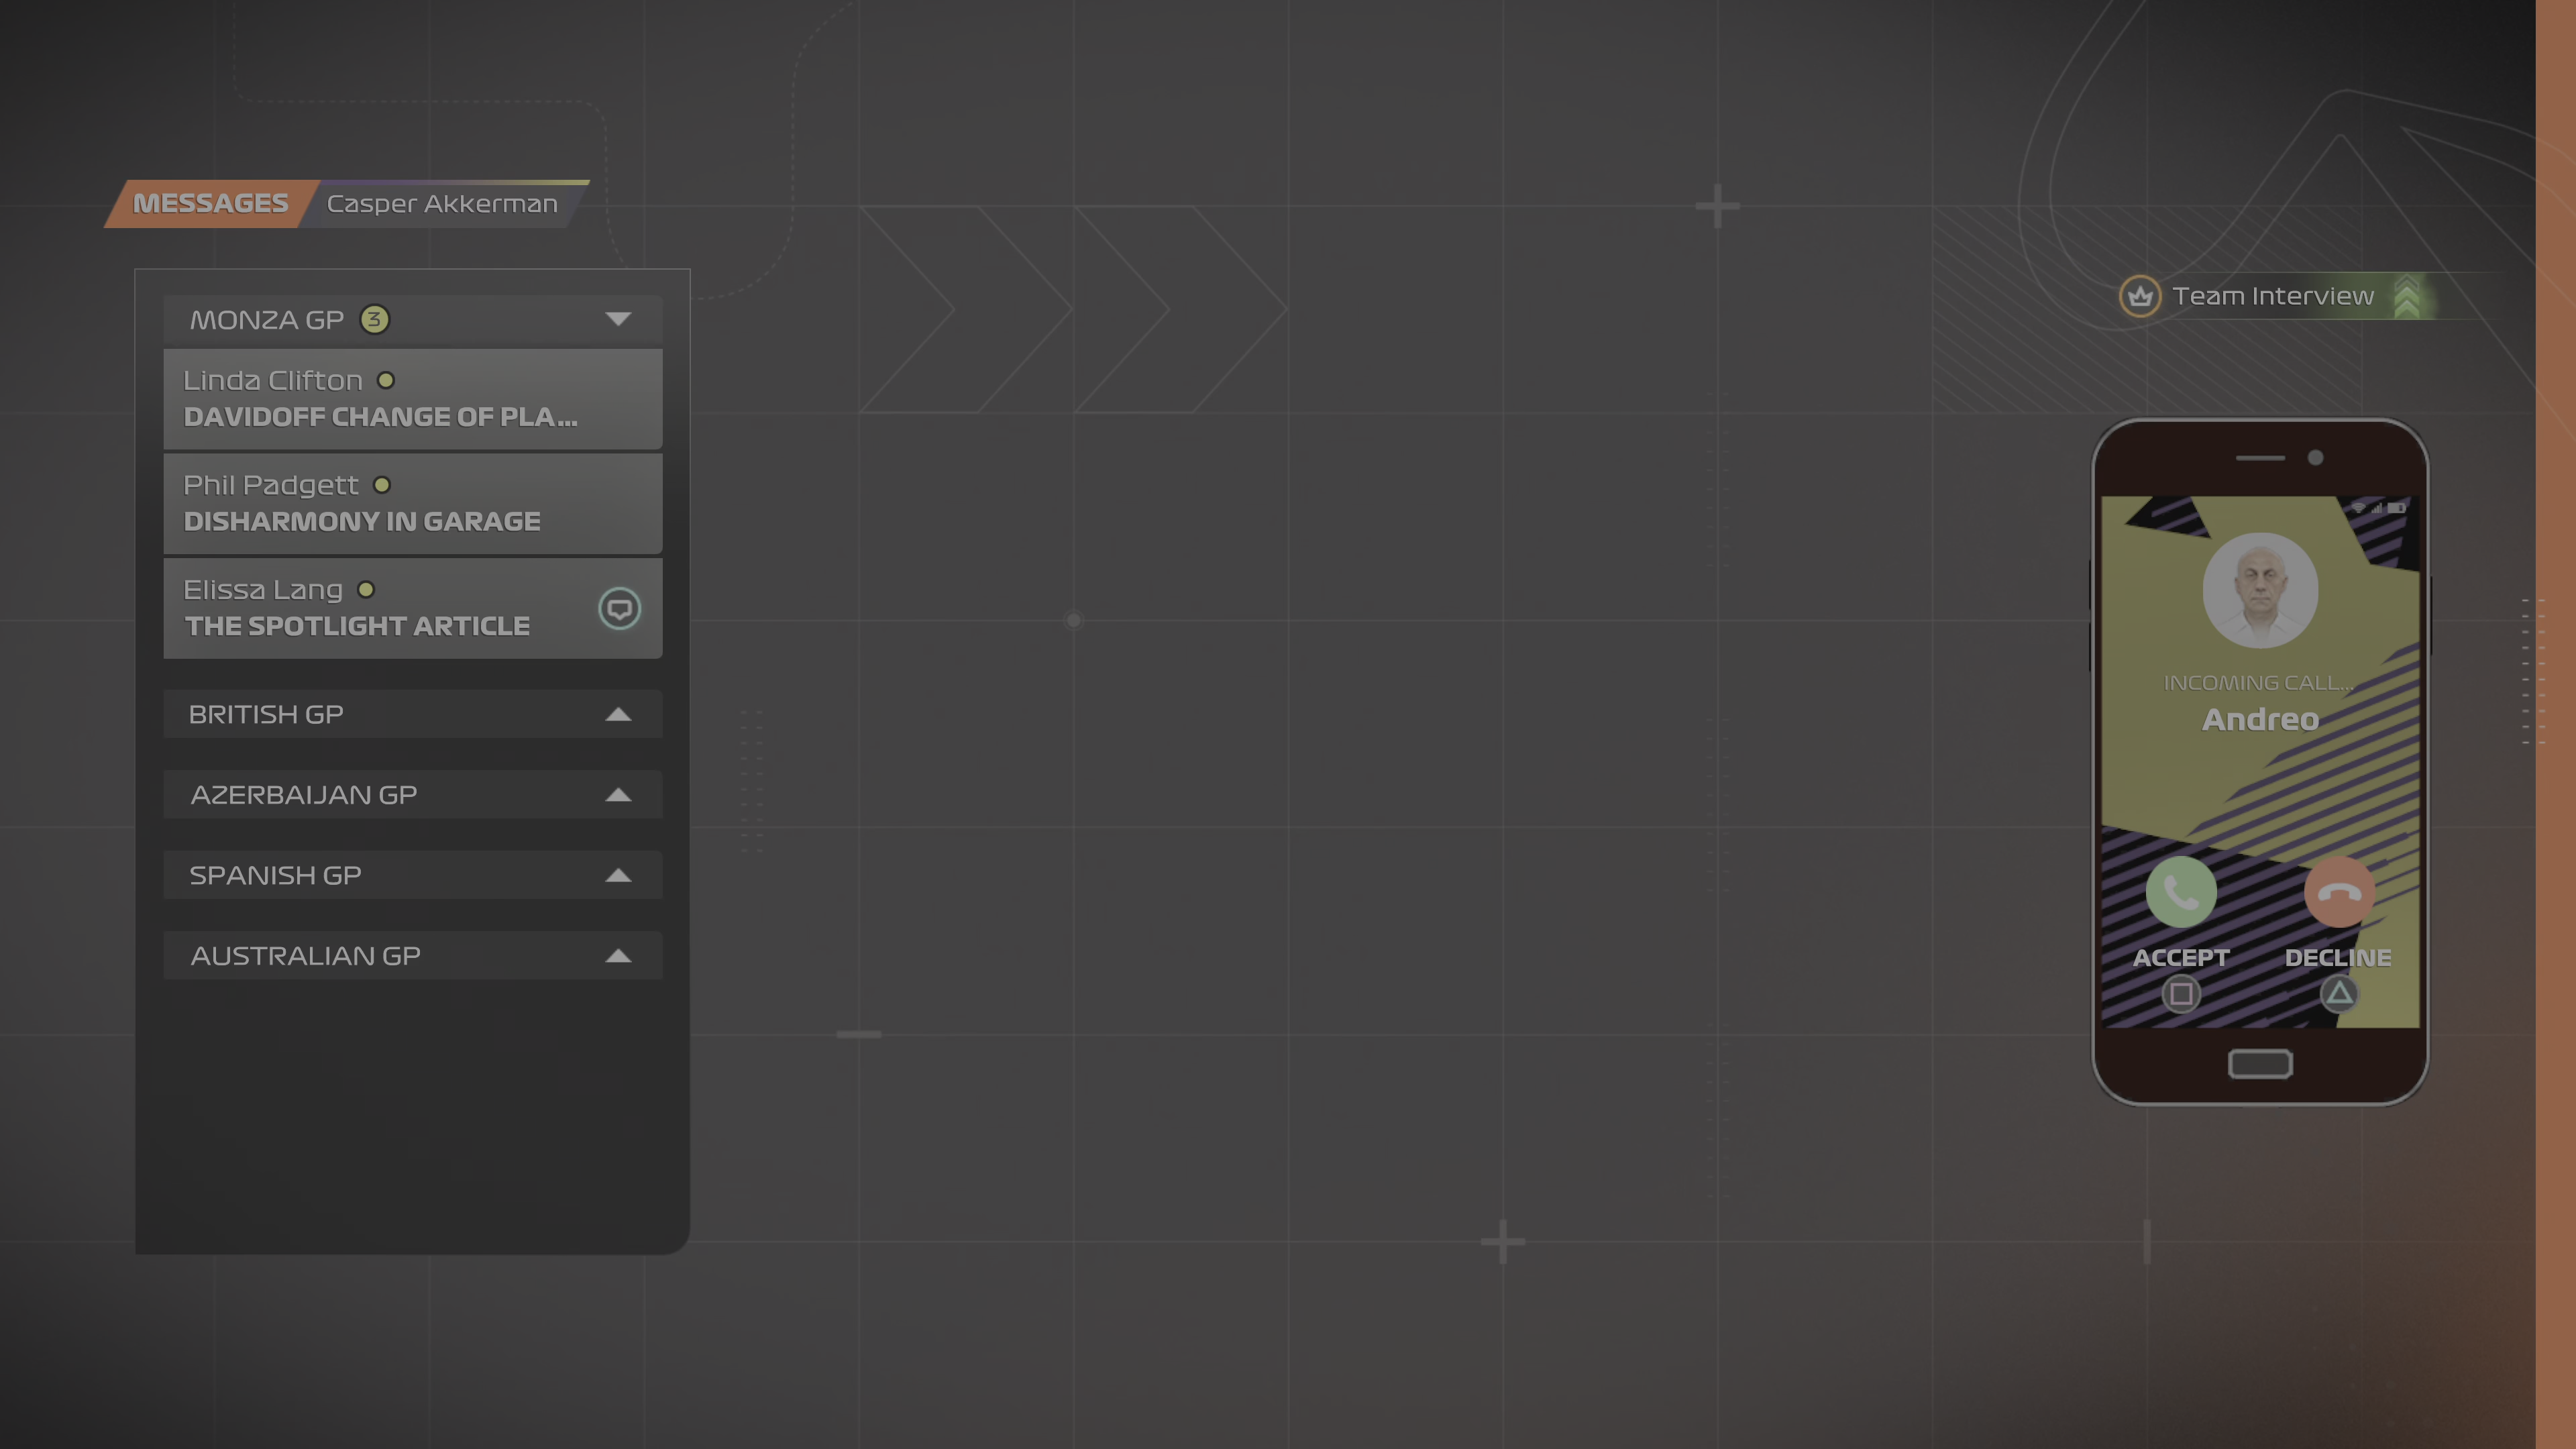 MESSAGES Casper Akkerman
MONZA GP 3
Linda Clifton
DAVIDOFF CHANGE OF PLA...
Phil Padgett
DISHARMONY IN GARAGE
Elissa Lang
THE SPOTLIGHT ARTICLE
BRITISH GP
AZERBAIJAN GP
SPANISH GP
AUSTRALIAN GP
Team Interview
INCOMING CALL...
Andreo
ACCEPT DECLINE